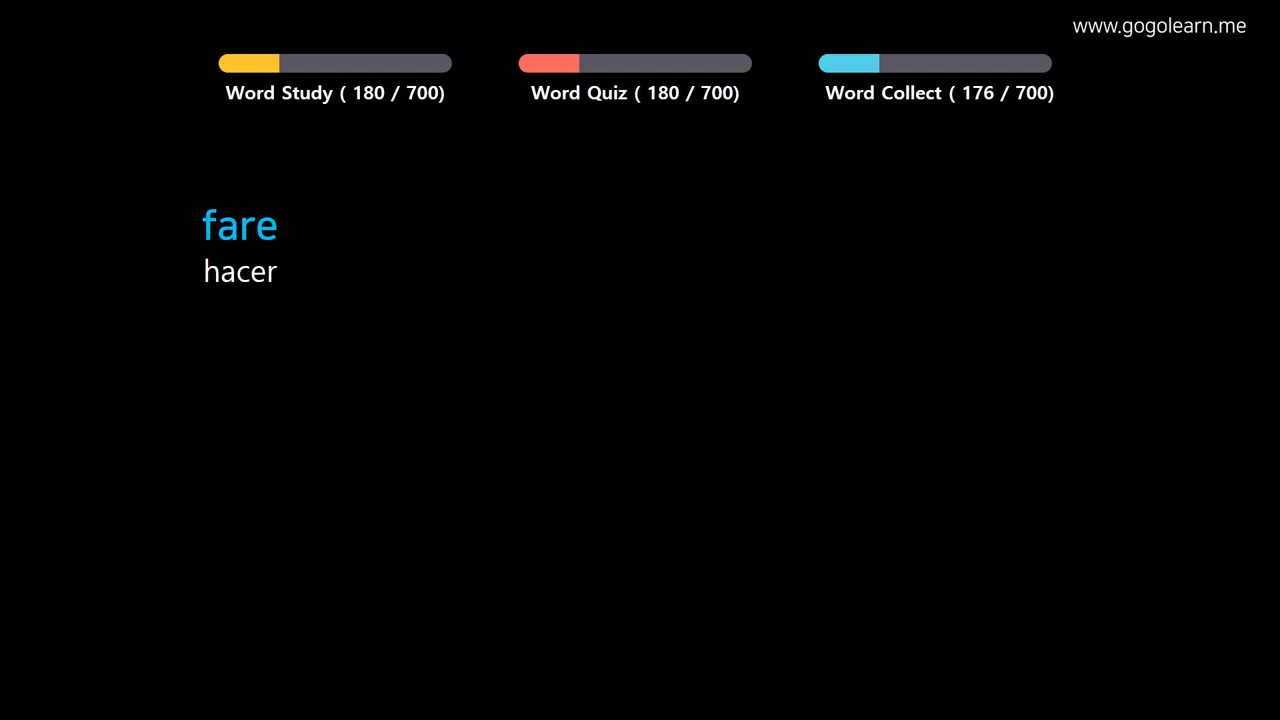 www.gogolearn.me
Word Study ( 180 / 700)
Word Quiz ( 180 / 700)
Word Collect ( 176 / 700)
fare
hacer